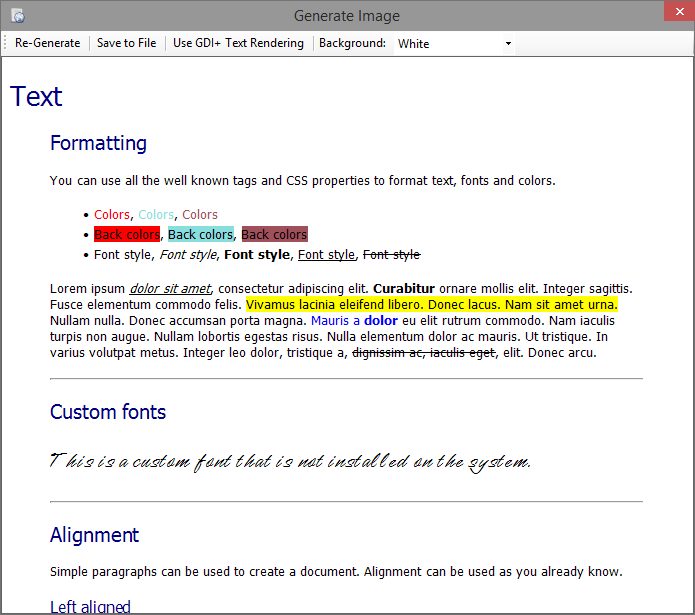 Generate Image
Re-Generate Save to File Use GDI+ Text Rendering Background: White
Text
Formatting
You can use all the well known tags and CSS properties to format text, fonts and colors.
• Colors, Colors, Colors
• Back colors, Back colors, Back colors
• Font style, Font style, Font style, Font style, Font style
Lorem ipsum dolor sit amet, consectetur adipiscing elit. Curabitur ornare mollis elit. Integer sagittis.
Fusce elementum commodo felis. Vivamus lacinia eleifend libero. Donec lacus. Nam sit amet urna.
Nullam nulla. Donec accumsan porta magna. Mauris a dolor eu elit rutrum commodo. Nam iaculis
turpis non augue. Nullam lobortis egestas risus. Nulla elementum dolor ac mauris. Ut tristique. In
varius volutpat metus. Integer leo dolor, tristique a, dignissim ac, iaculis eget, elit. Donec arcu.
Custom fonts
This is a custom font that is not installed on the system.
Alignment
Simple paragraphs can be used to create a document. Alignment can be used as you already know.
Left aligned